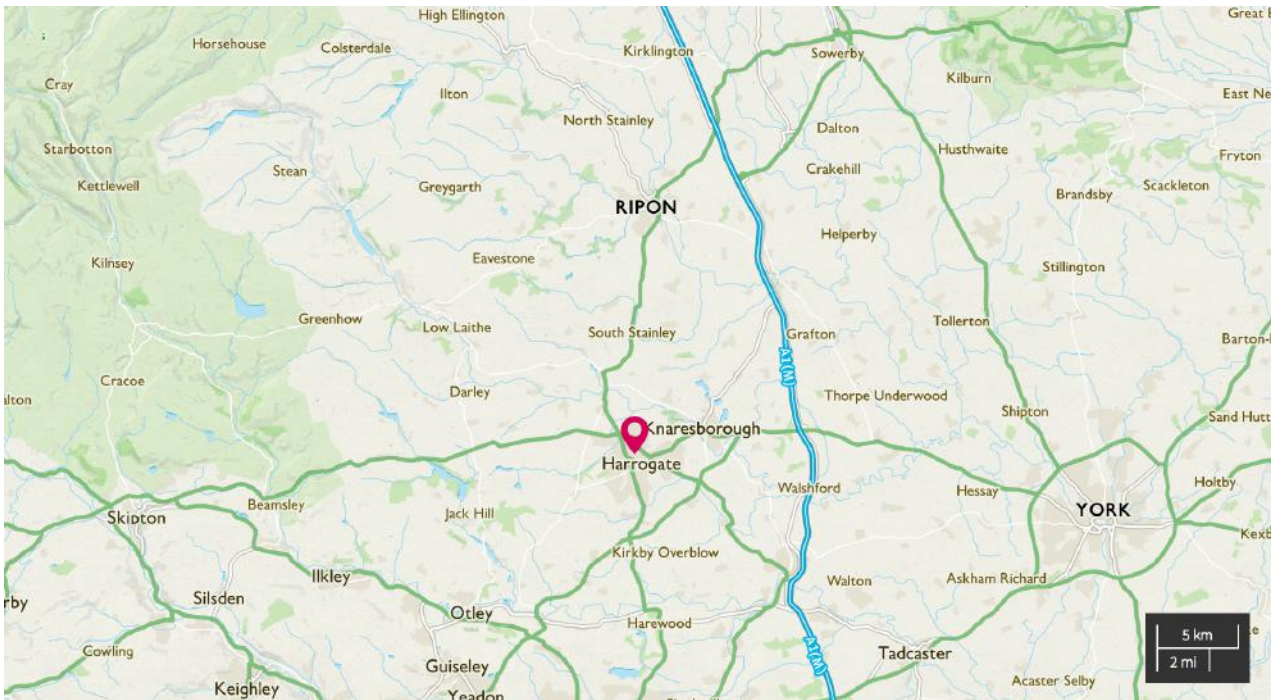 High Ellington
Great
Horsehouse
Colsterdale
Kirklington
Sowerby
Cray
Ilton
Kilburn
East Ne
North Stainley
Dalton
Starbotton
Stean
Crakehill
Husthwaite
Fryton
Kettlewell
Greygarth
Brandsby
Scackleton
RIPON
Helperby
Kilnsey
Eavestone
Stillington
Greenhow
Low Laithe
South Stainley
Grafton
Tollerton
Barton-
A1(M)
Cracoe
Darley
Thorpe Underwood
alton
Shipton
Sand Hutt
Knaresborough
Harrogate
Walshford
Hessay
Holtby
Beamsley
Jack Hill
YORK
Skipton
Kexb
Kirkby Overblow
Ilkley
Walton
Askham Richard
Silsden
rby
Otley
Harewood
5 km
2 mi
ke
Cowling
A1(M)
Tadcaster
Guiseley
Acaster Selby
Keighley
Yeadon